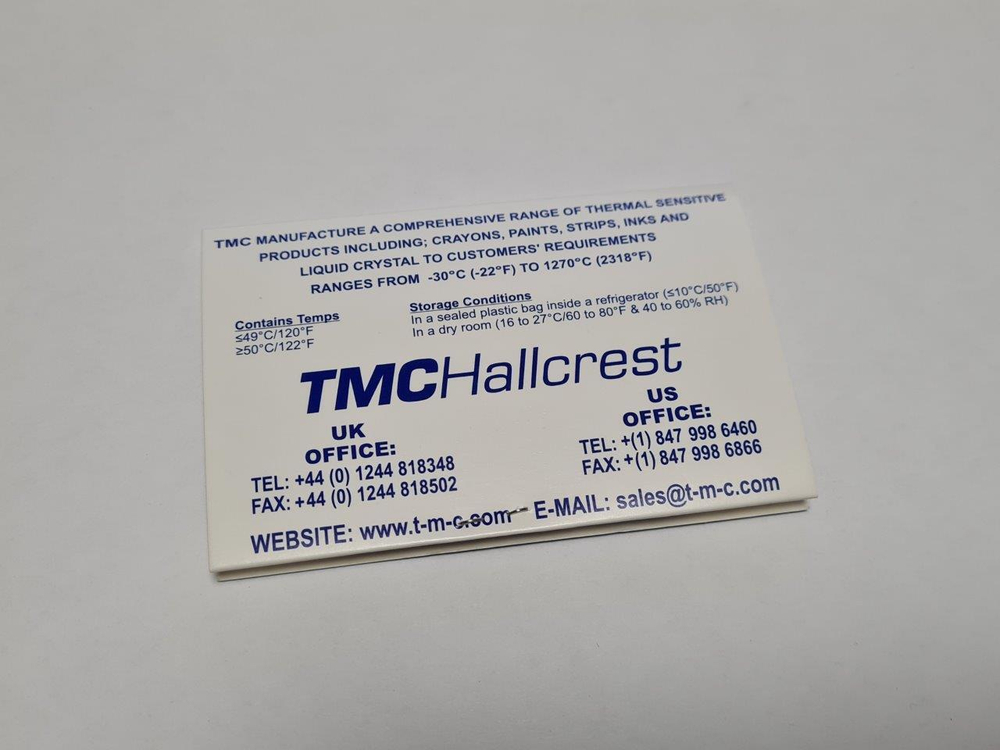 TMC MANUFACTURE A COMPREHENSIVE RANGE OF THERMAL SENSITIVE
PRODUCTS INCLUDING; CRAYONS, PAINTS, STRIPS, INKS AND
LIQUID CRYSTAL TO CUSTOMERS' REQUIREMENTS
RANGES FROM -30°C (-22°F) TO 1270°C (2318°F)
Contains Temps
≤49°C/120°F
≥50°C/122°F
Storage Conditions
In a sealed plastic bag inside a refrigerator (≤10°C/50°F)
In a dry room (16 to 27°C/60 to 80°F & 40 to 60% RH)
TMCHallcrest
UK
OFFICE:
TEL: +44 (0) 1244 818348
FAX: +44 (0) 1244 818502
US
OFFICE:
TEL: +(1) 847 998 6460
FAX: +(1) 847 998 6866
WEBSITE: www.t-m-c.com E-MAIL: sales@t-m-c.com